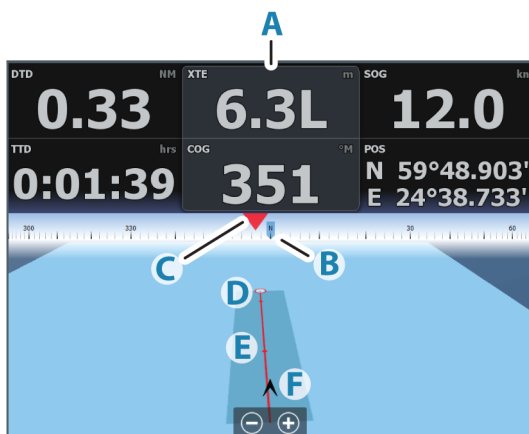 A
DTD NM XTE m SOG kn
0.33 6.3L 12.0
TTD hrs COG °M POS
0:01:39 351 N 59°48.903'
E 24°38.733'
300 330 N 30 60
C B
D
E
F